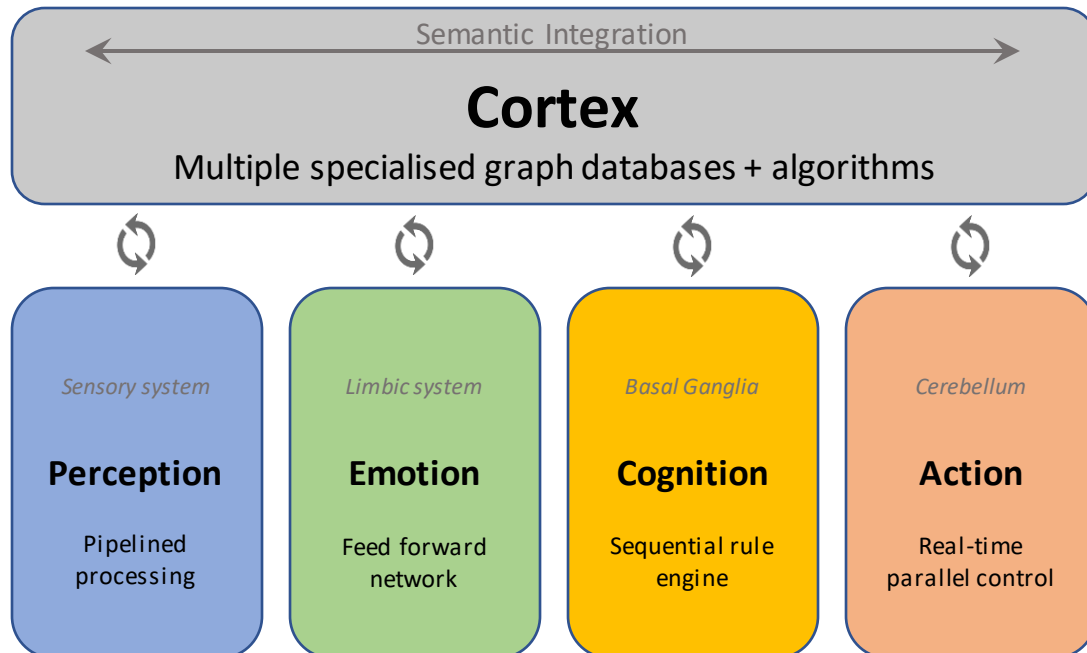 Semantic Integration
Cortex
Multiple specialised graph databases + algorithms
Sensory system
Perception
Pipelined
processing
Limbic system
Emotion
Feed forward
network
Basal Ganglia
Cognition
Sequential rule
engine
Cerebellum
Action
Real-time
parallel control